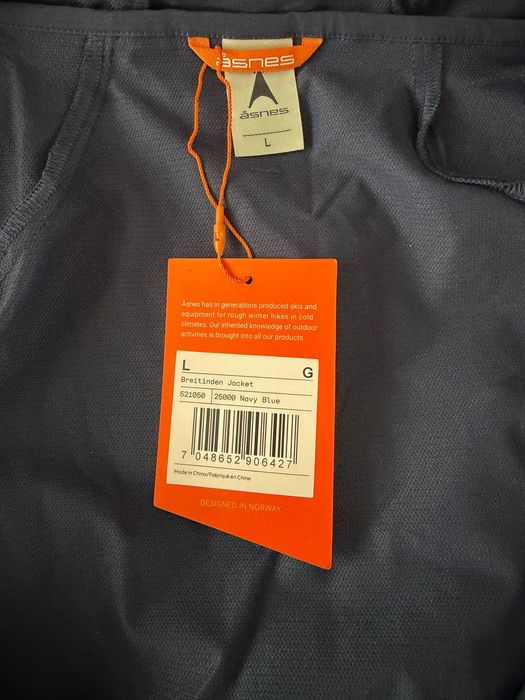 åsnes
åsnes
L
Åsnes has in generations produced skis and
equipment for rough winter hikes in cold
climates. Our inherited knowledge of outdoor
activities is brought into all our products.
L G
Breitinden Jacket
521050 25000 Navy Blue
7 048652 906427
Made in China/Fabriqué en Chine
DESIGNED IN NORWAY